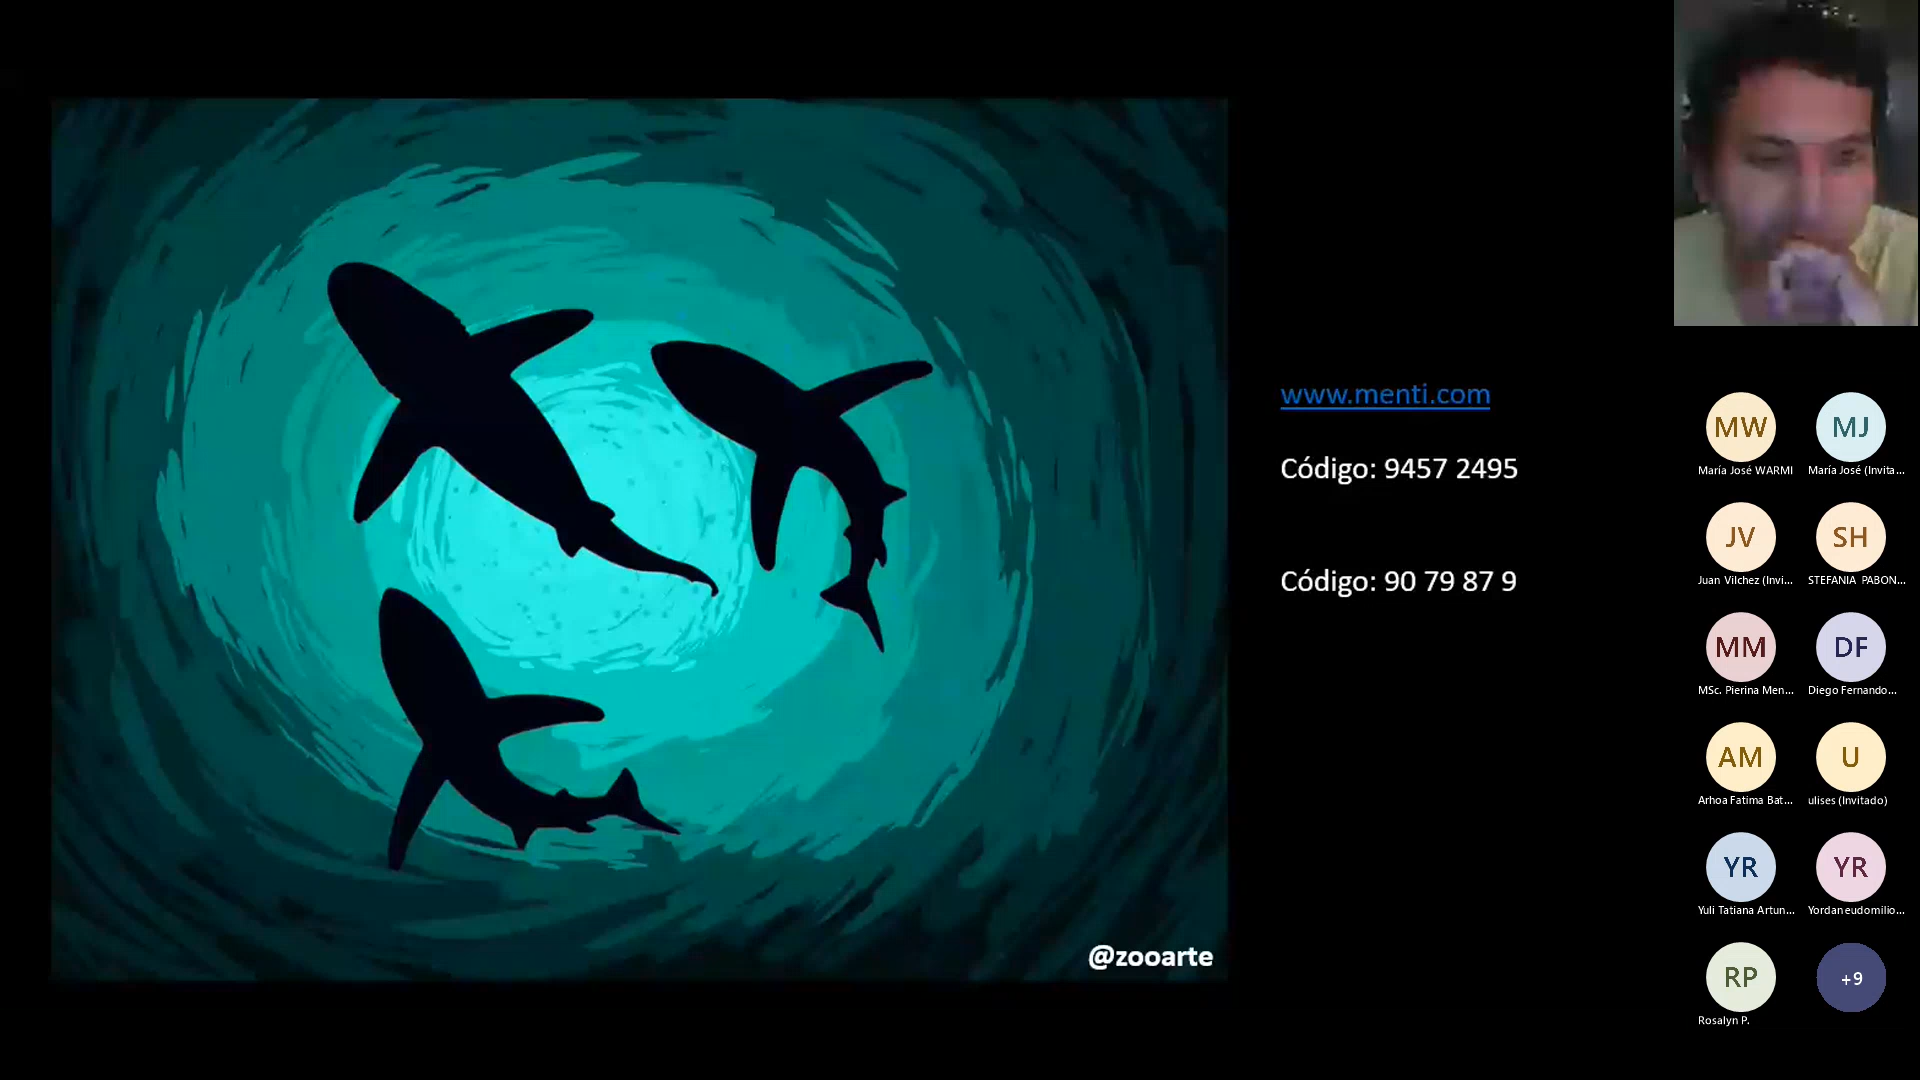 www.menti.com
Código: 9457 2495
Código: 90 79 87 9
@zooarte
MW
MJ
María José WARMI
María José (Invita...
JV
SH
Juan Vilchez (Invi...
STEFANIA PABON...
MM
DF
MSc. Pierina Men...
Diego Fernando...
AM
U
Arhoa Fatima Bat...
ulises (Invitado)
YR
YR
Yuli Tatiana Artun...
Yordaneudomilio...
RP
+9
Rosalyn P.